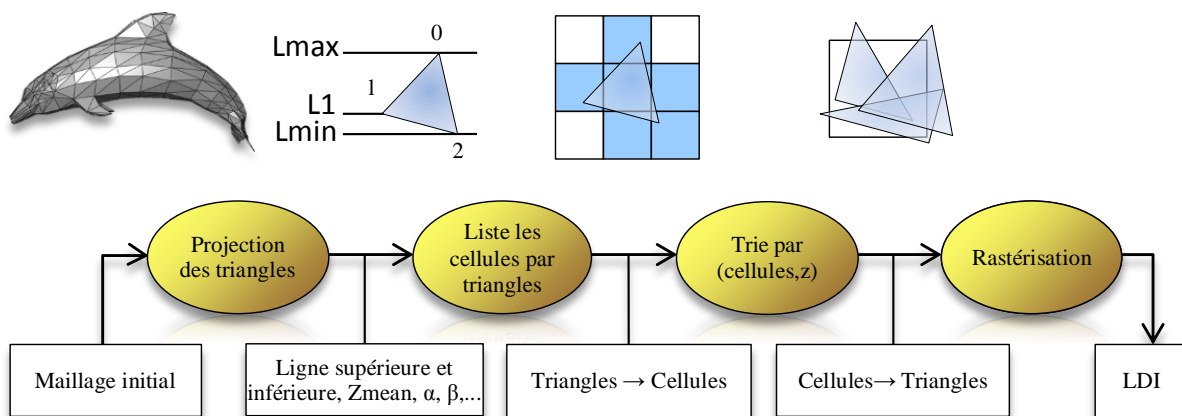 0
Lmax
1
L1
Lmin
2
Projection
des triangles
Liste les
cellules par
triangles
Trie par
(cellules,z)
Rastérisation
Maillage initial
Ligne supérieure et
inférieure, Zmean, α, β,...
Triangles → Cellules
Cellules→ Triangles
LDI